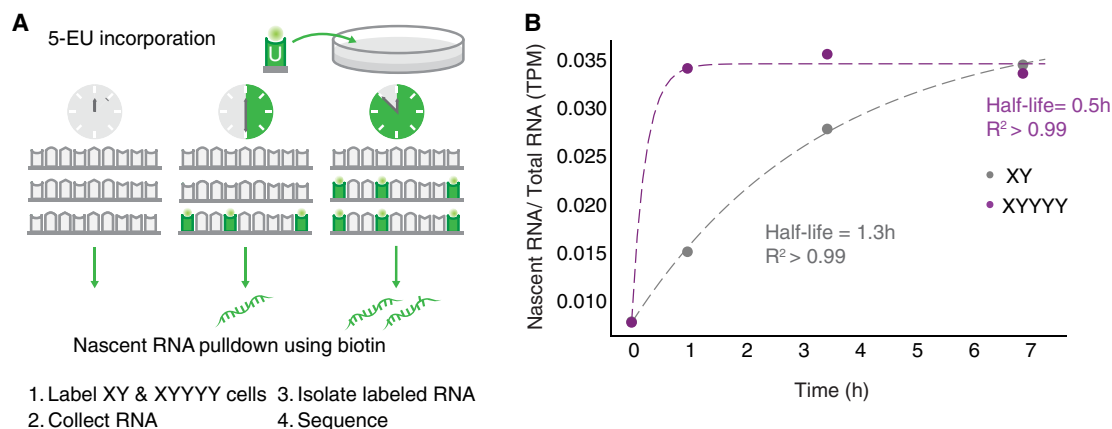 A
5-EU incorporation
U
Nascent RNA pulldown using biotin
1. Label XY & XYYYY cells
2. Collect RNA
3. Isolate labeled RNA
4. Sequence
B
Nascent RNA/ Total RNA (TPM)
0.035
0.030
0.025
0.020
0.015
0.010
0 1 2 3 4 5 6 7
Time (h)
Half-life= 0.5h
R² > 0.99
XY
XYYYY
Half-life = 1.3h
R² > 0.99